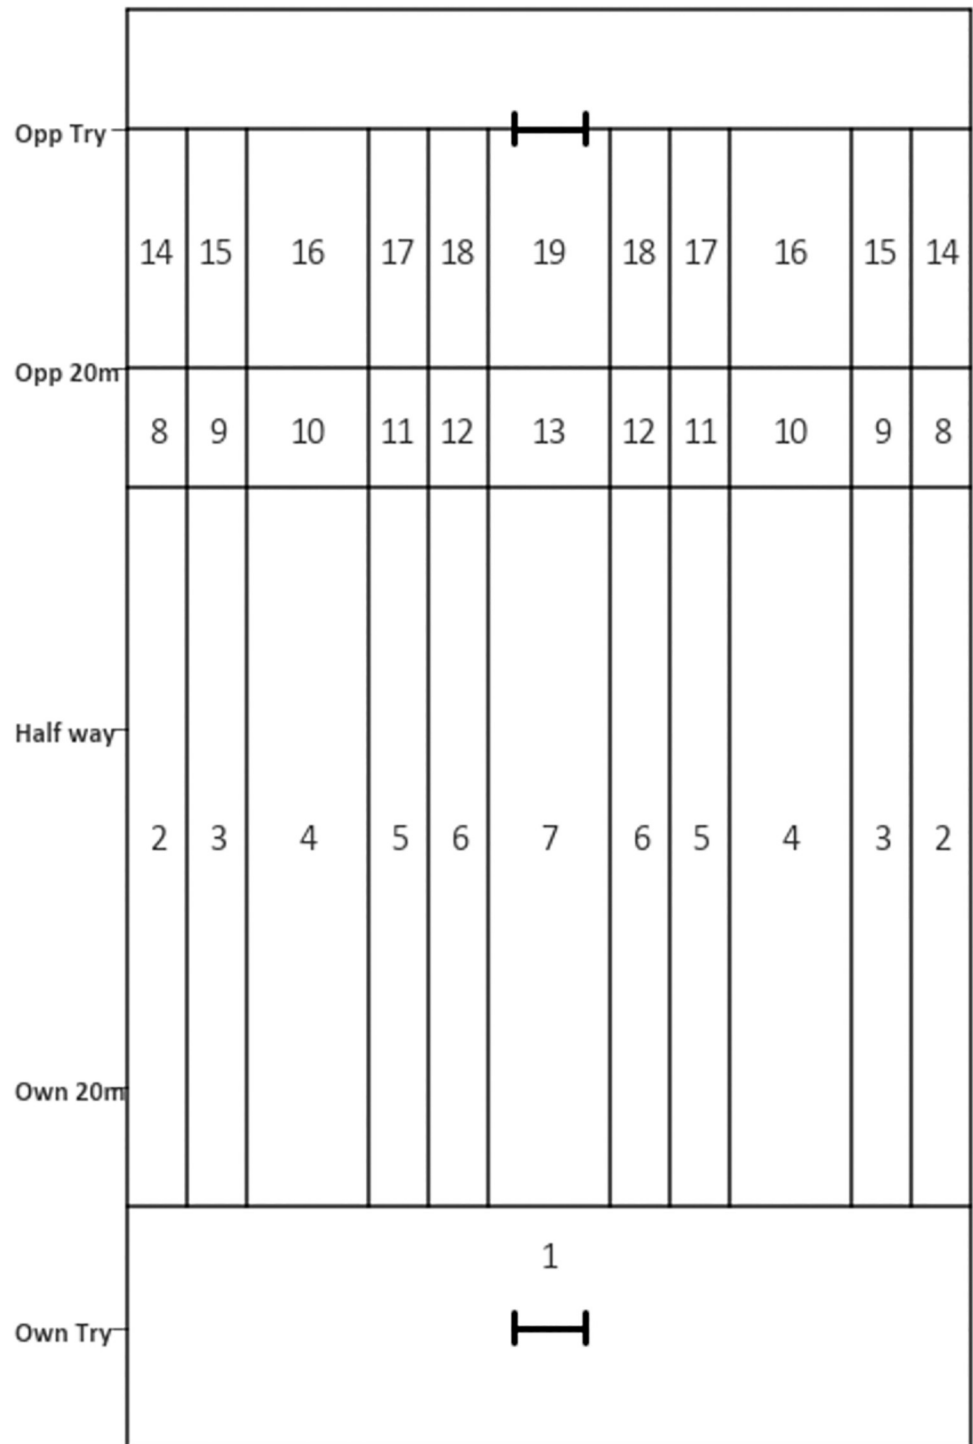 Opp Try
14 15 16 17 18 19 18 17 16 15 14
Opp 20m
8 9 10 11 12 13 12 11 10 9 8
Half way
2 3 4 5 6 7 6 5 4 3 2
Own 20m
1
Own Try